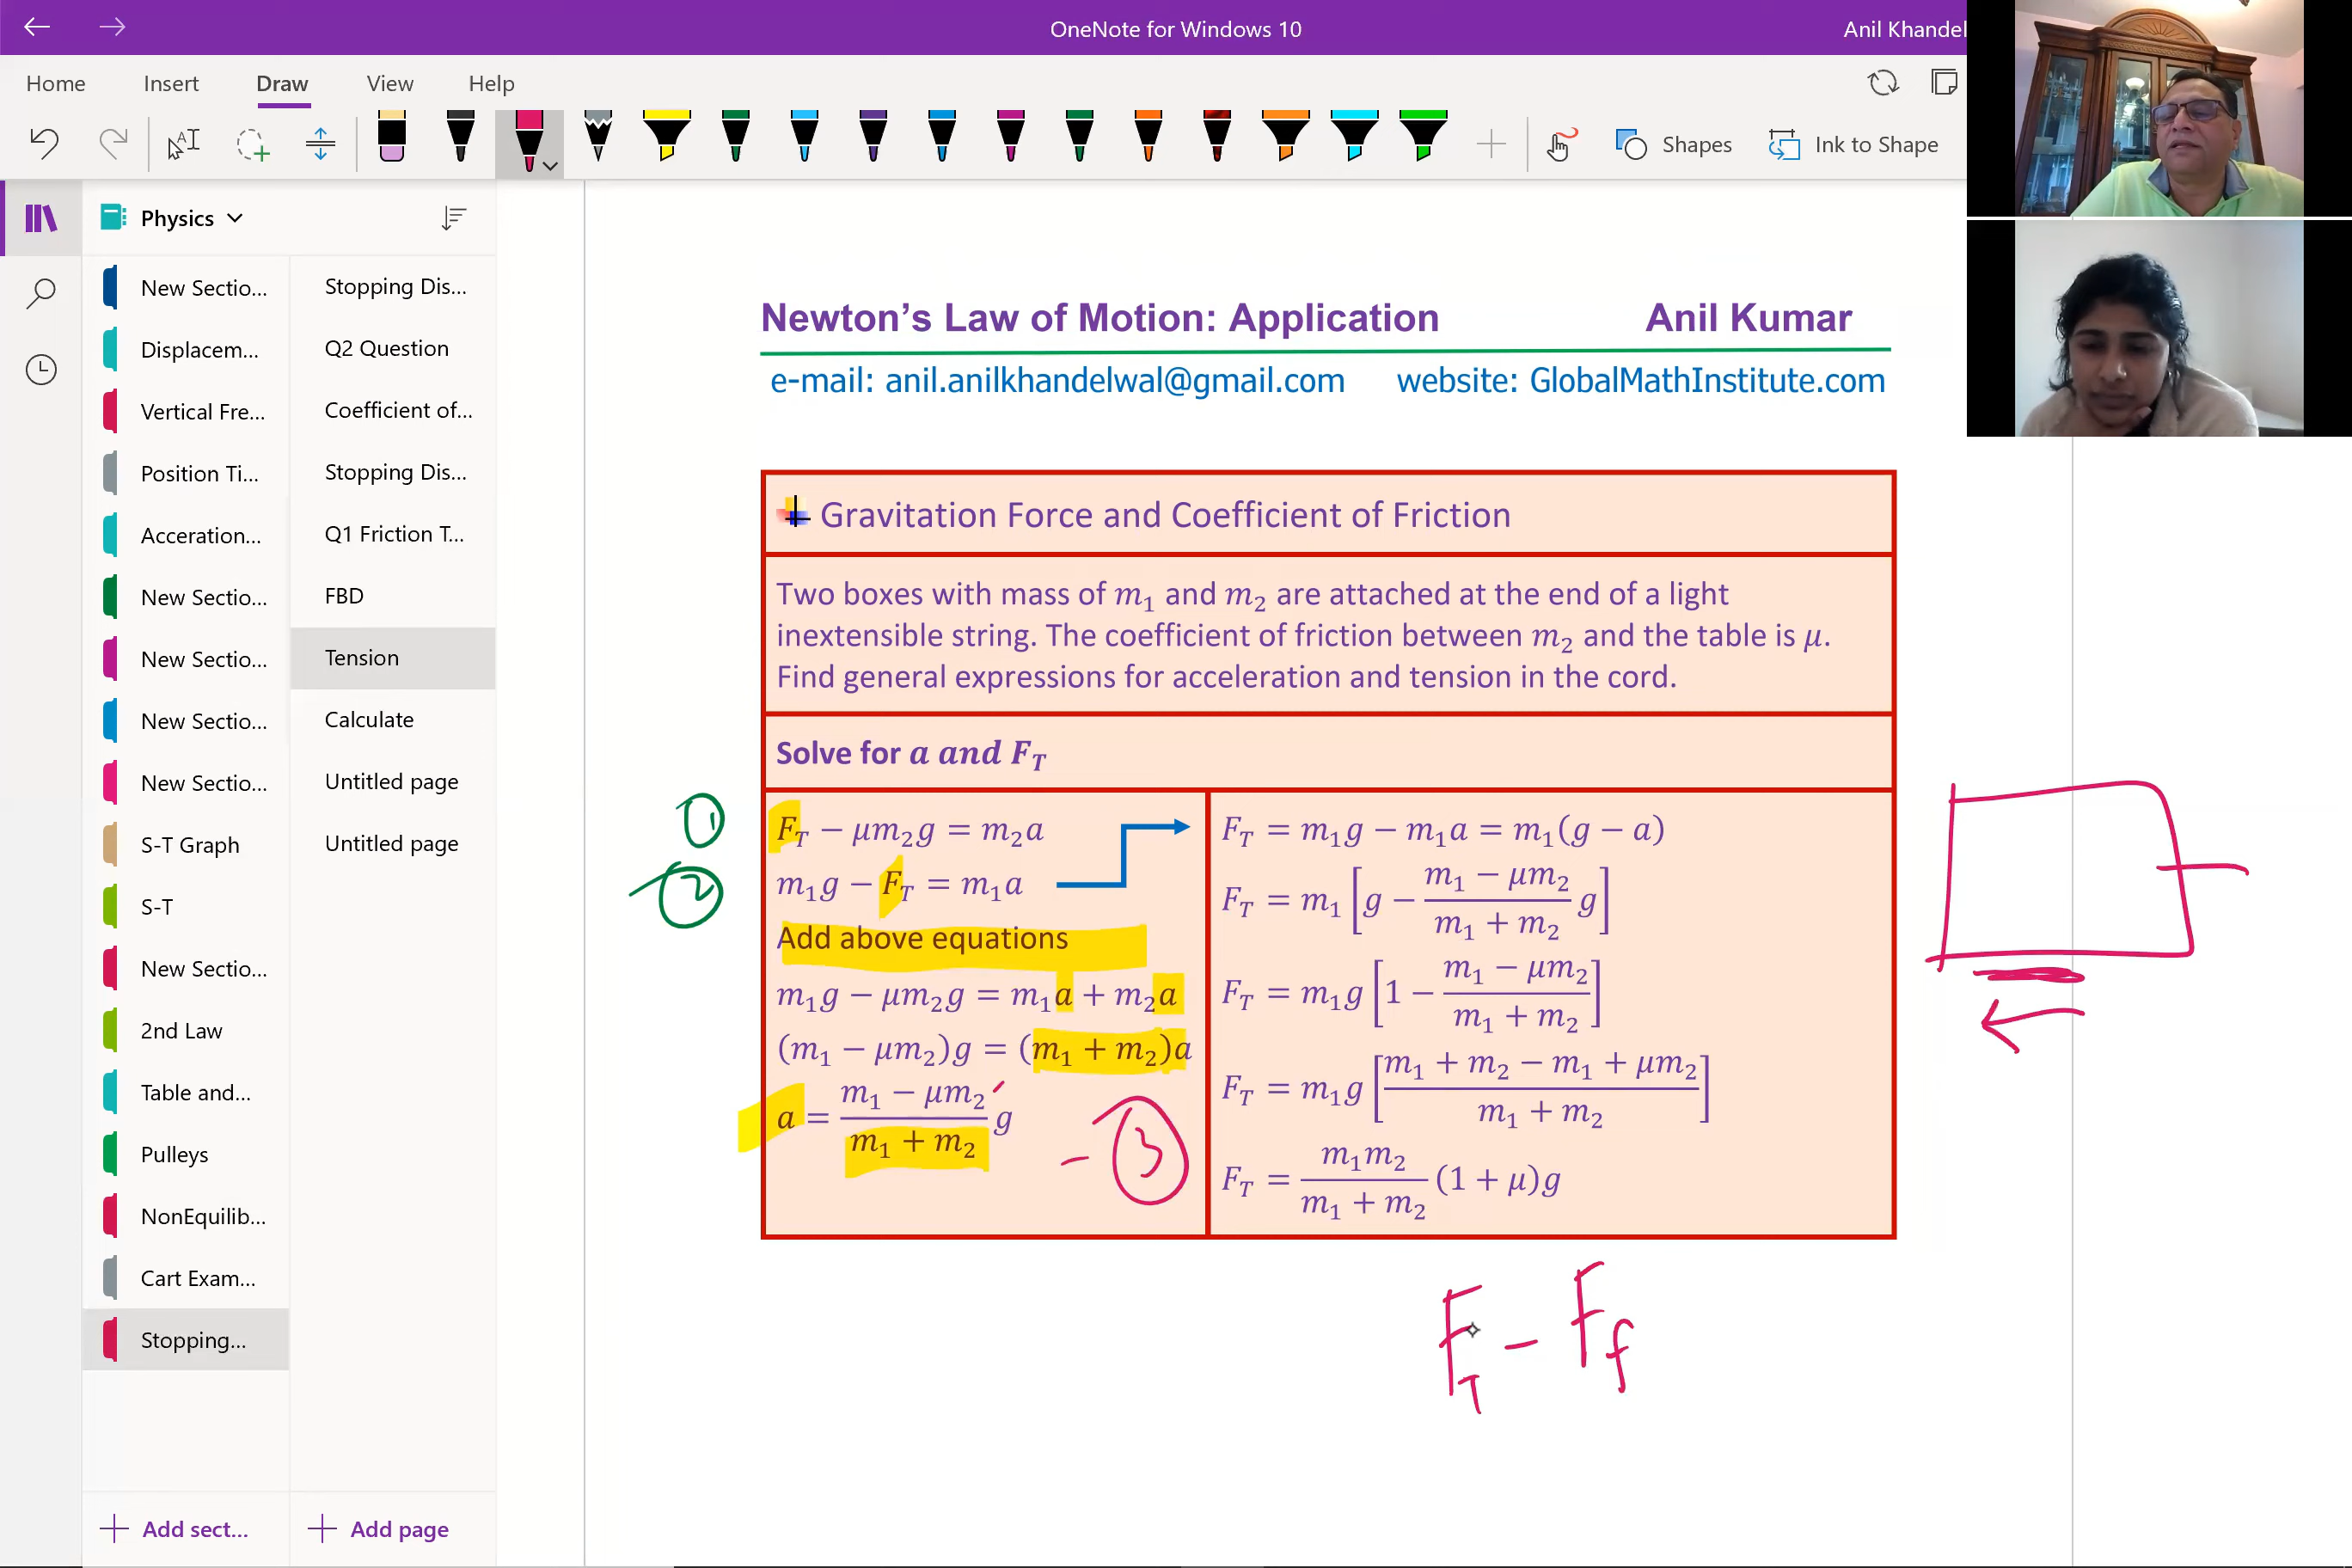 OneNote for Windows 10
Anil Khandel
Home Insert Draw View Help
Shapes
Ink to Shape
Physics
New Sectio...
Displacem...
Vertical Fre...
Position Ti...
Acceration...
New Sectio...
New Sectio...
New Sectio...
New Sectio...
S-T Graph
S-T
New Sectio...
2nd Law
Table and...
Pulleys
NonEquilib...
Cart Exam...
Stopping...
Add sect...
Stopping Dis...
Q2 Question
Coefficient of...
Stopping Dis...
Q1 Friction T...
FBD
Tension
Calculate
Untitled page
Untitled page
Add page
Newton's Law of Motion: Application Anil Kumar
e-mail: anil.anilkhandelwal@gmail.com website: GlobalMathInstitute.com
Gravitation Force and Coefficient of Friction
Two boxes with mass of m₁ and m₂ are attached at the end of a light
inextensible string. The coefficient of friction between m₂ and the table is μ.
Find general expressions for acceleration and tension in the cord.
Solve for a and F_T
① F_T − μm₂g = m₂a
② m₁g − F_T = m₁a
Add above equations
m₁g − μm₂g = m₁a + m₂a
(m₁ − μm₂)g = (m₁ + m₂)a
a = (m₁ − μm₂)/(m₁ + m₂) g − ③
F_T = m₁g − m₁a = m₁(g − a)
F_T = m₁[g − (m₁ − μm₂)/(m₁ + m₂) g]
F_T = m₁g[1 − (m₁ − μm₂)/(m₁ + m₂)]
F_T = m₁g[(m₁ + m₂ − m₁ + μm₂)/(m₁ + m₂)]
F_T = m₁m₂/(m₁ + m₂) (1 + μ)g
F_T − F_f